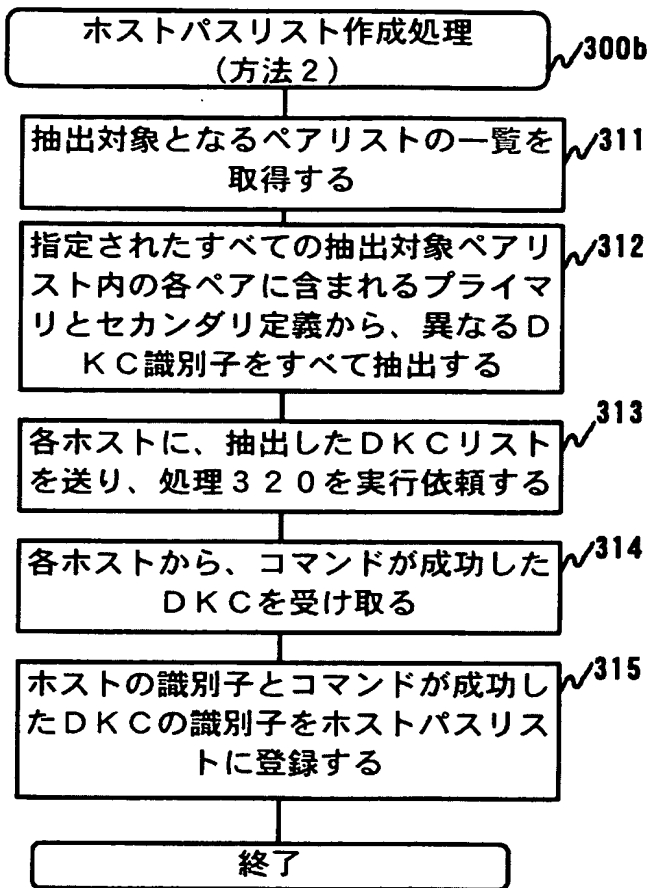 ホストパスリスト作成処理
(方法2)
300b
抽出対象となるペアリストの一覧を
取得する
311
指定されたすべての抽出対象ペアリ
スト内の各ペアに含まれるプライマ
リとセカンダリ定義から、異なるD
KC識別子をすべて抽出する
312
各ホストに、抽出したDKCリスト
を送り、処理320を実行依頼する
313
各ホストから、コマンドが成功した
DKCを受け取る
314
ホストの識別子とコマンドが成功し
たDKCの識別子をホストパスリス
トに登録する
315
終了